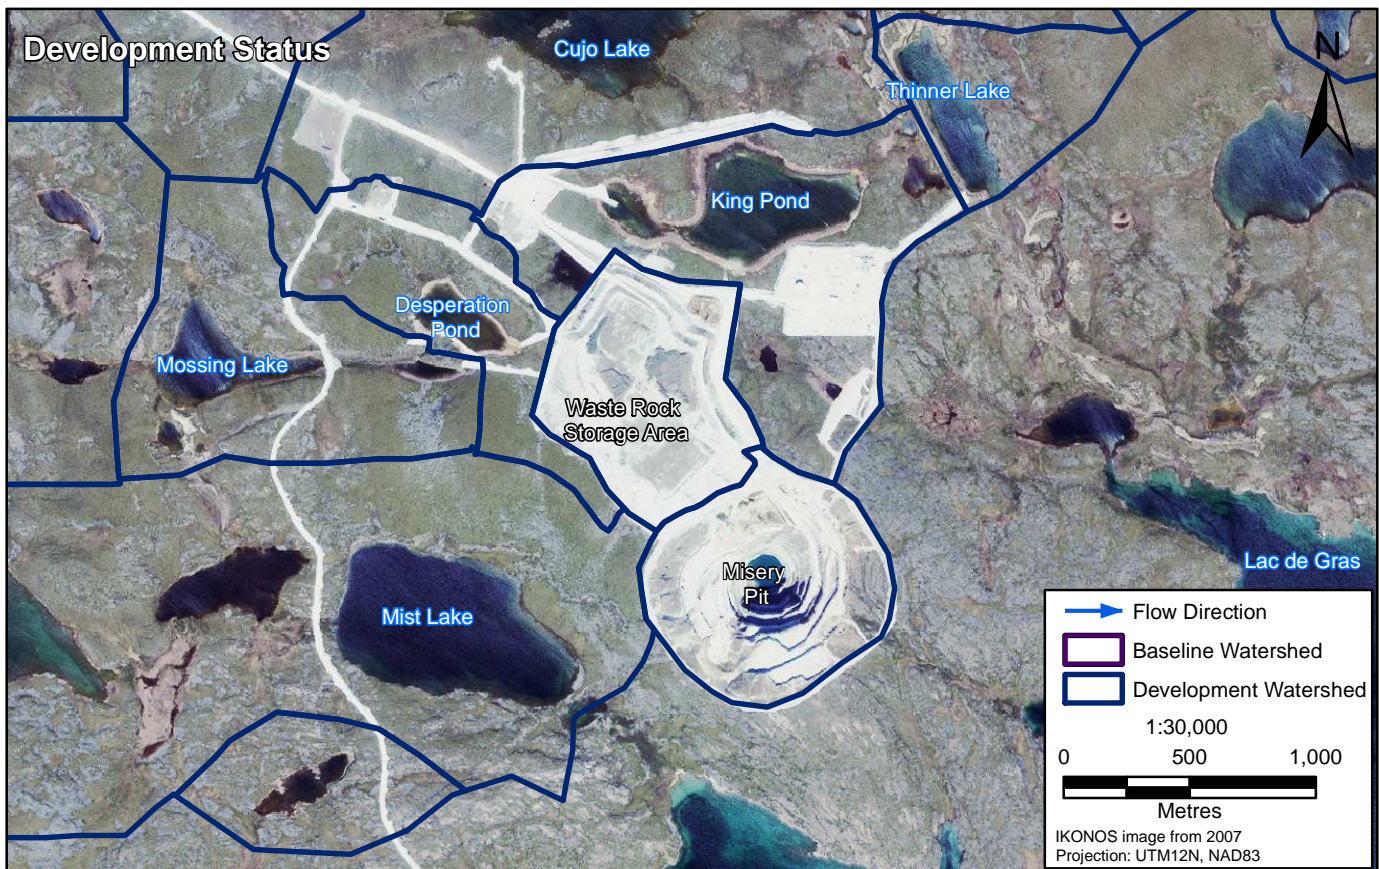 Development Status
Cujo Lake
N
Thinner Lake
King Pond
Desperation
Pond
Mossing Lake
Waste Rock
Storage Area
Lac de Gras
Misery
Pit
Mist Lake
Flow Direction
Baseline Watershed
Development Watershed
1:30,000
0 500 1,000
Metres
IKONOS image from 2007
Projection: UTM12N, NAD83